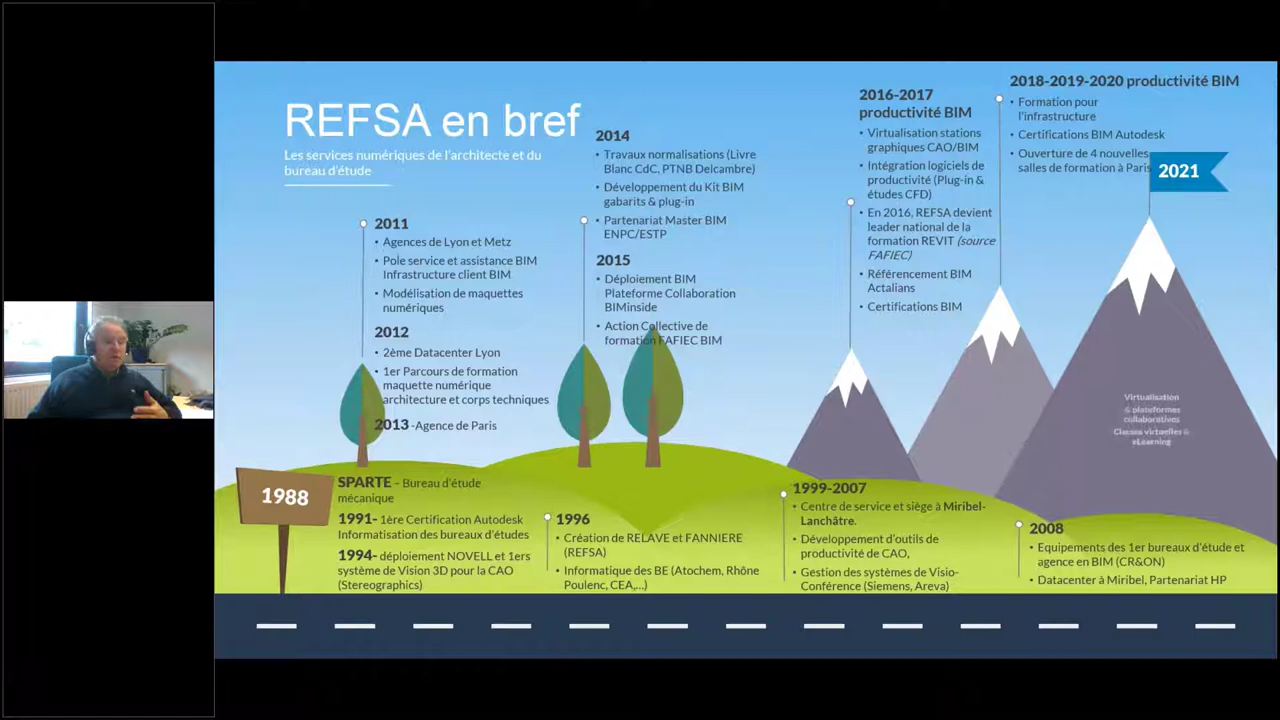 REFSA en bref
Les services numériques de l'architecte et du
bureau d'étude
2011
• Agences de Lyon et Metz
• Pole service et assistance BIM
Infrastructure client BIM
• Modélisation de maquettes
numériques
2012
• 2ème Datacenter Lyon
• 1er Parcours de formation
maquette numérique
architecture et corps techniques
2013 -Agence de Paris
2014
• Travaux normalisations (Livre
Blanc CdC, PTNB Delcambre)
• Développement du Kit BIM
gabarits & plug-in
• Partenariat Master BIM
ENPC/ESTP
2015
• Déploiement BIM
Plateforme Collaboration
BIMinside
• Action Collective de
formation FAFIEC BIM
2016-2017
productivité BIM
• Virtualisation stations
graphiques CAO/BIM
• Intégration logiciels de
productivité (Plug-in &
études CFD)
• En 2016, REFSA devient
leader national de la
formation REVIT (source
FAFIEC)
• Référencement BIM
Actalians
• Certifications BIM
2018-2019-2020 productivité BIM
• Formation pour
l'infrastructure
• Certifications BIM Autodesk
• Ouverture de 4 nouvelles
salles de formation à Paris
2021
Virtualisation
& plateformes
collaboratives
Classes virtuelles &
eLearning
1988
SPARTE – Bureau d'étude
mécanique
1991- 1ère Certification Autodesk
Informatisation des bureaux d'études
1994- déploiement NOVELL et 1ers
système de Vision 3D pour la CAO
(Stereographics)
1996
• Création de RELAVE et FANNIERE
(REFSA)
• Informatique des BE (Atochem, Rhône
Poulenc, CEA,...)
1999-2007
• Centre de service et siège à Miribel-
Lanchâtre.
• Développement d'outils de
productivité de CAO,
• Gestion des systèmes de Visio-
Conférence (Siemens, Areva)
2008
• Equipements des 1er bureaux d'étude et
agence en BIM (CR&ON)
• Datacenter à Miribel, Partenariat HP